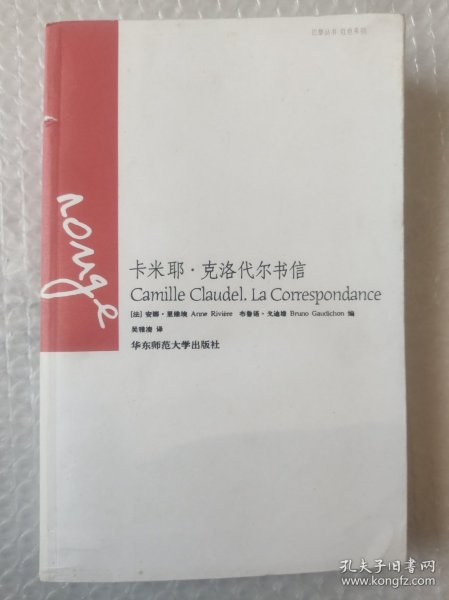 巴黎丛书 红色系列
rouge
卡米耶·克洛代尔书信
Camille Claudel. La Correspondance
[法] 安娜·里维埃 Anne Rivière 布鲁诺·戈迪雄 Bruno Gaudichon 编
吴雅凌 译
华东师范大学出版社
孔夫子旧书网
www.kongfz.com